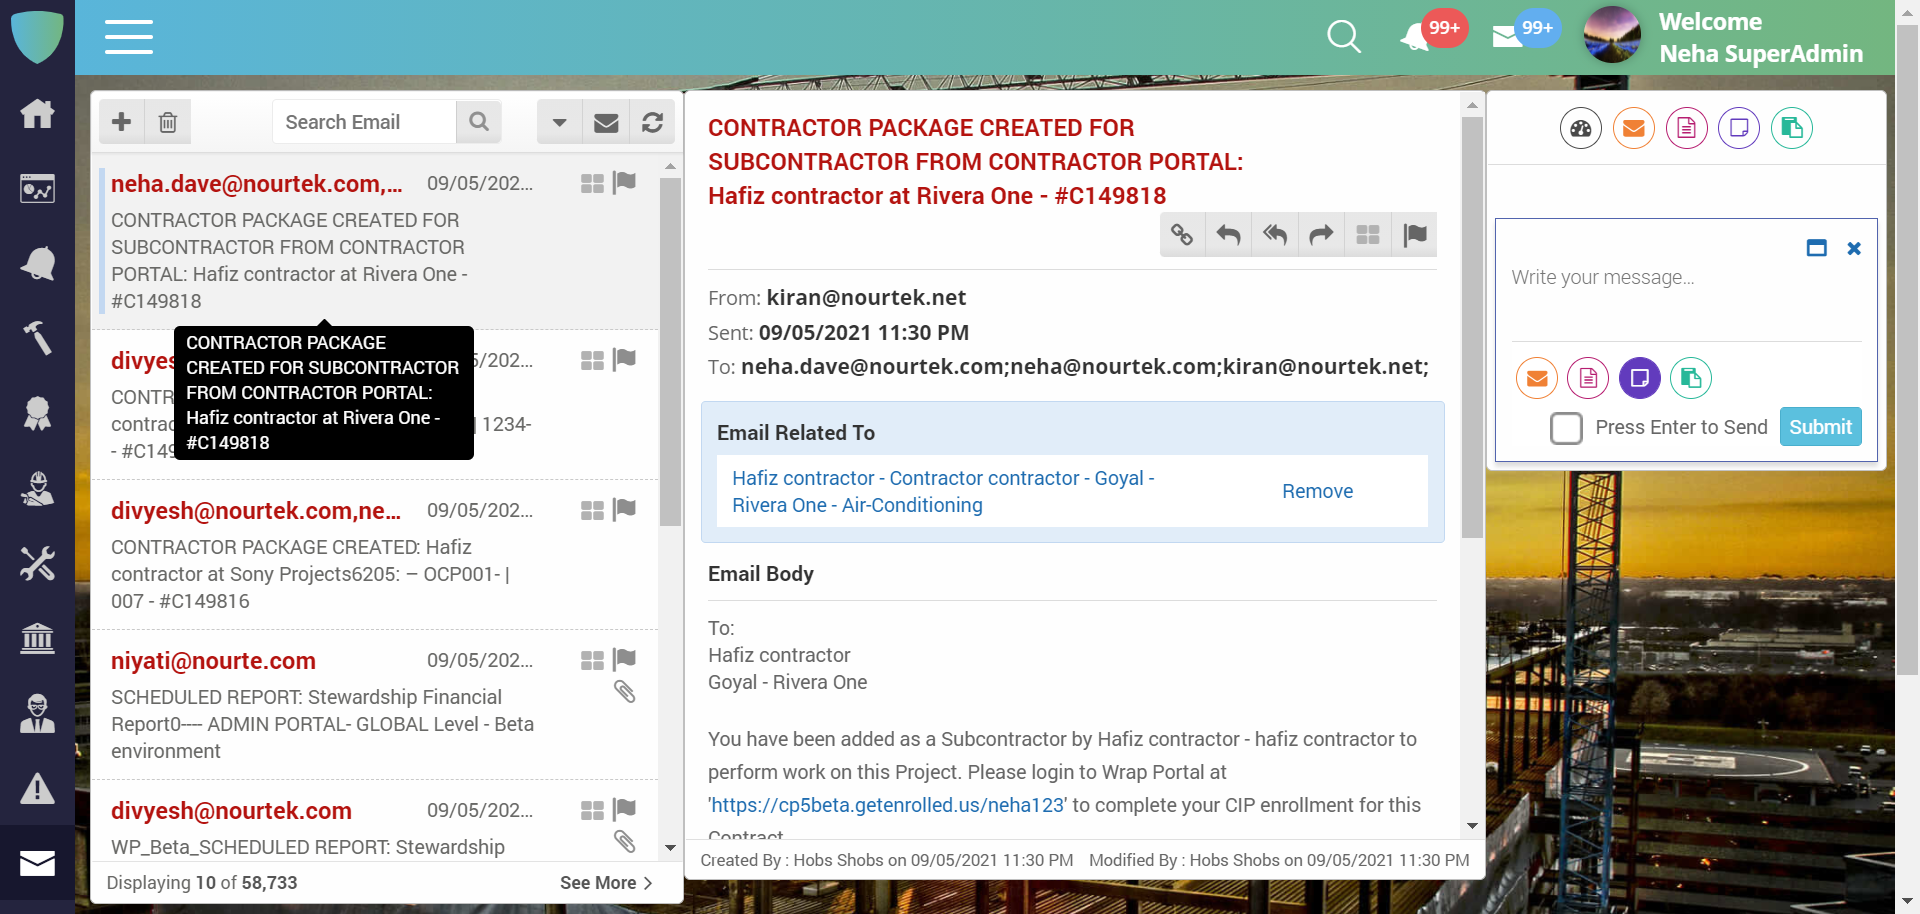 99+
99+
Welcome
Neha SuperAdmin
Search Email
neha.dave@nourtek.com,...
09/05/202...
CONTRACTOR PACKAGE CREATED FOR
SUBCONTRACTOR FROM CONTRACTOR
PORTAL: Hafiz contractor at Rivera One -
#C149818
CONTRACTOR PACKAGE
CREATED FOR SUBCONTRACTOR
FROM CONTRACTOR PORTAL:
Hafiz contractor at Rivera One -
#C149818
divyes
5/202...
CONTR
contrac
| 1234-
- #C149
divyesh@nourtek.com,ne...
09/05/202...
CONTRACTOR PACKAGE CREATED: Hafiz
contractor at Sony Projects6205: – OCP001- |
007 - #C149816
niyati@nourte.com
09/05/202...
SCHEDULED REPORT: Stewardship Financial
Report0---- ADMIN PORTAL- GLOBAL Level - Beta
environment
divyesh@nourtek.com
09/05/202...
WP_Beta_SCHEDULED REPORT: Stewardship
Displaying 10 of 58,733
See More
CONTRACTOR PACKAGE CREATED FOR
SUBCONTRACTOR FROM CONTRACTOR PORTAL:
Hafiz contractor at Rivera One - #C149818
From: kiran@nourtek.net
Sent: 09/05/2021 11:30 PM
To: neha.dave@nourtek.com;neha@nourtek.com;kiran@nourtek.net;
Email Related To
Hafiz contractor - Contractor contractor - Goyal -
Rivera One - Air-Conditioning
Remove
Email Body
To:
Hafiz contractor
Goyal - Rivera One
You have been added as a Subcontractor by Hafiz contractor - hafiz contractor to
perform work on this Project. Please login to Wrap Portal at
'https://cp5beta.getenrolled.us/neha123' to complete your CIP enrollment for this
Contract
Created By : Hobs Shobs on 09/05/2021 11:30 PM
Modified By : Hobs Shobs on 09/05/2021 11:30 PM
Write your message...
Press Enter to Send
Submit